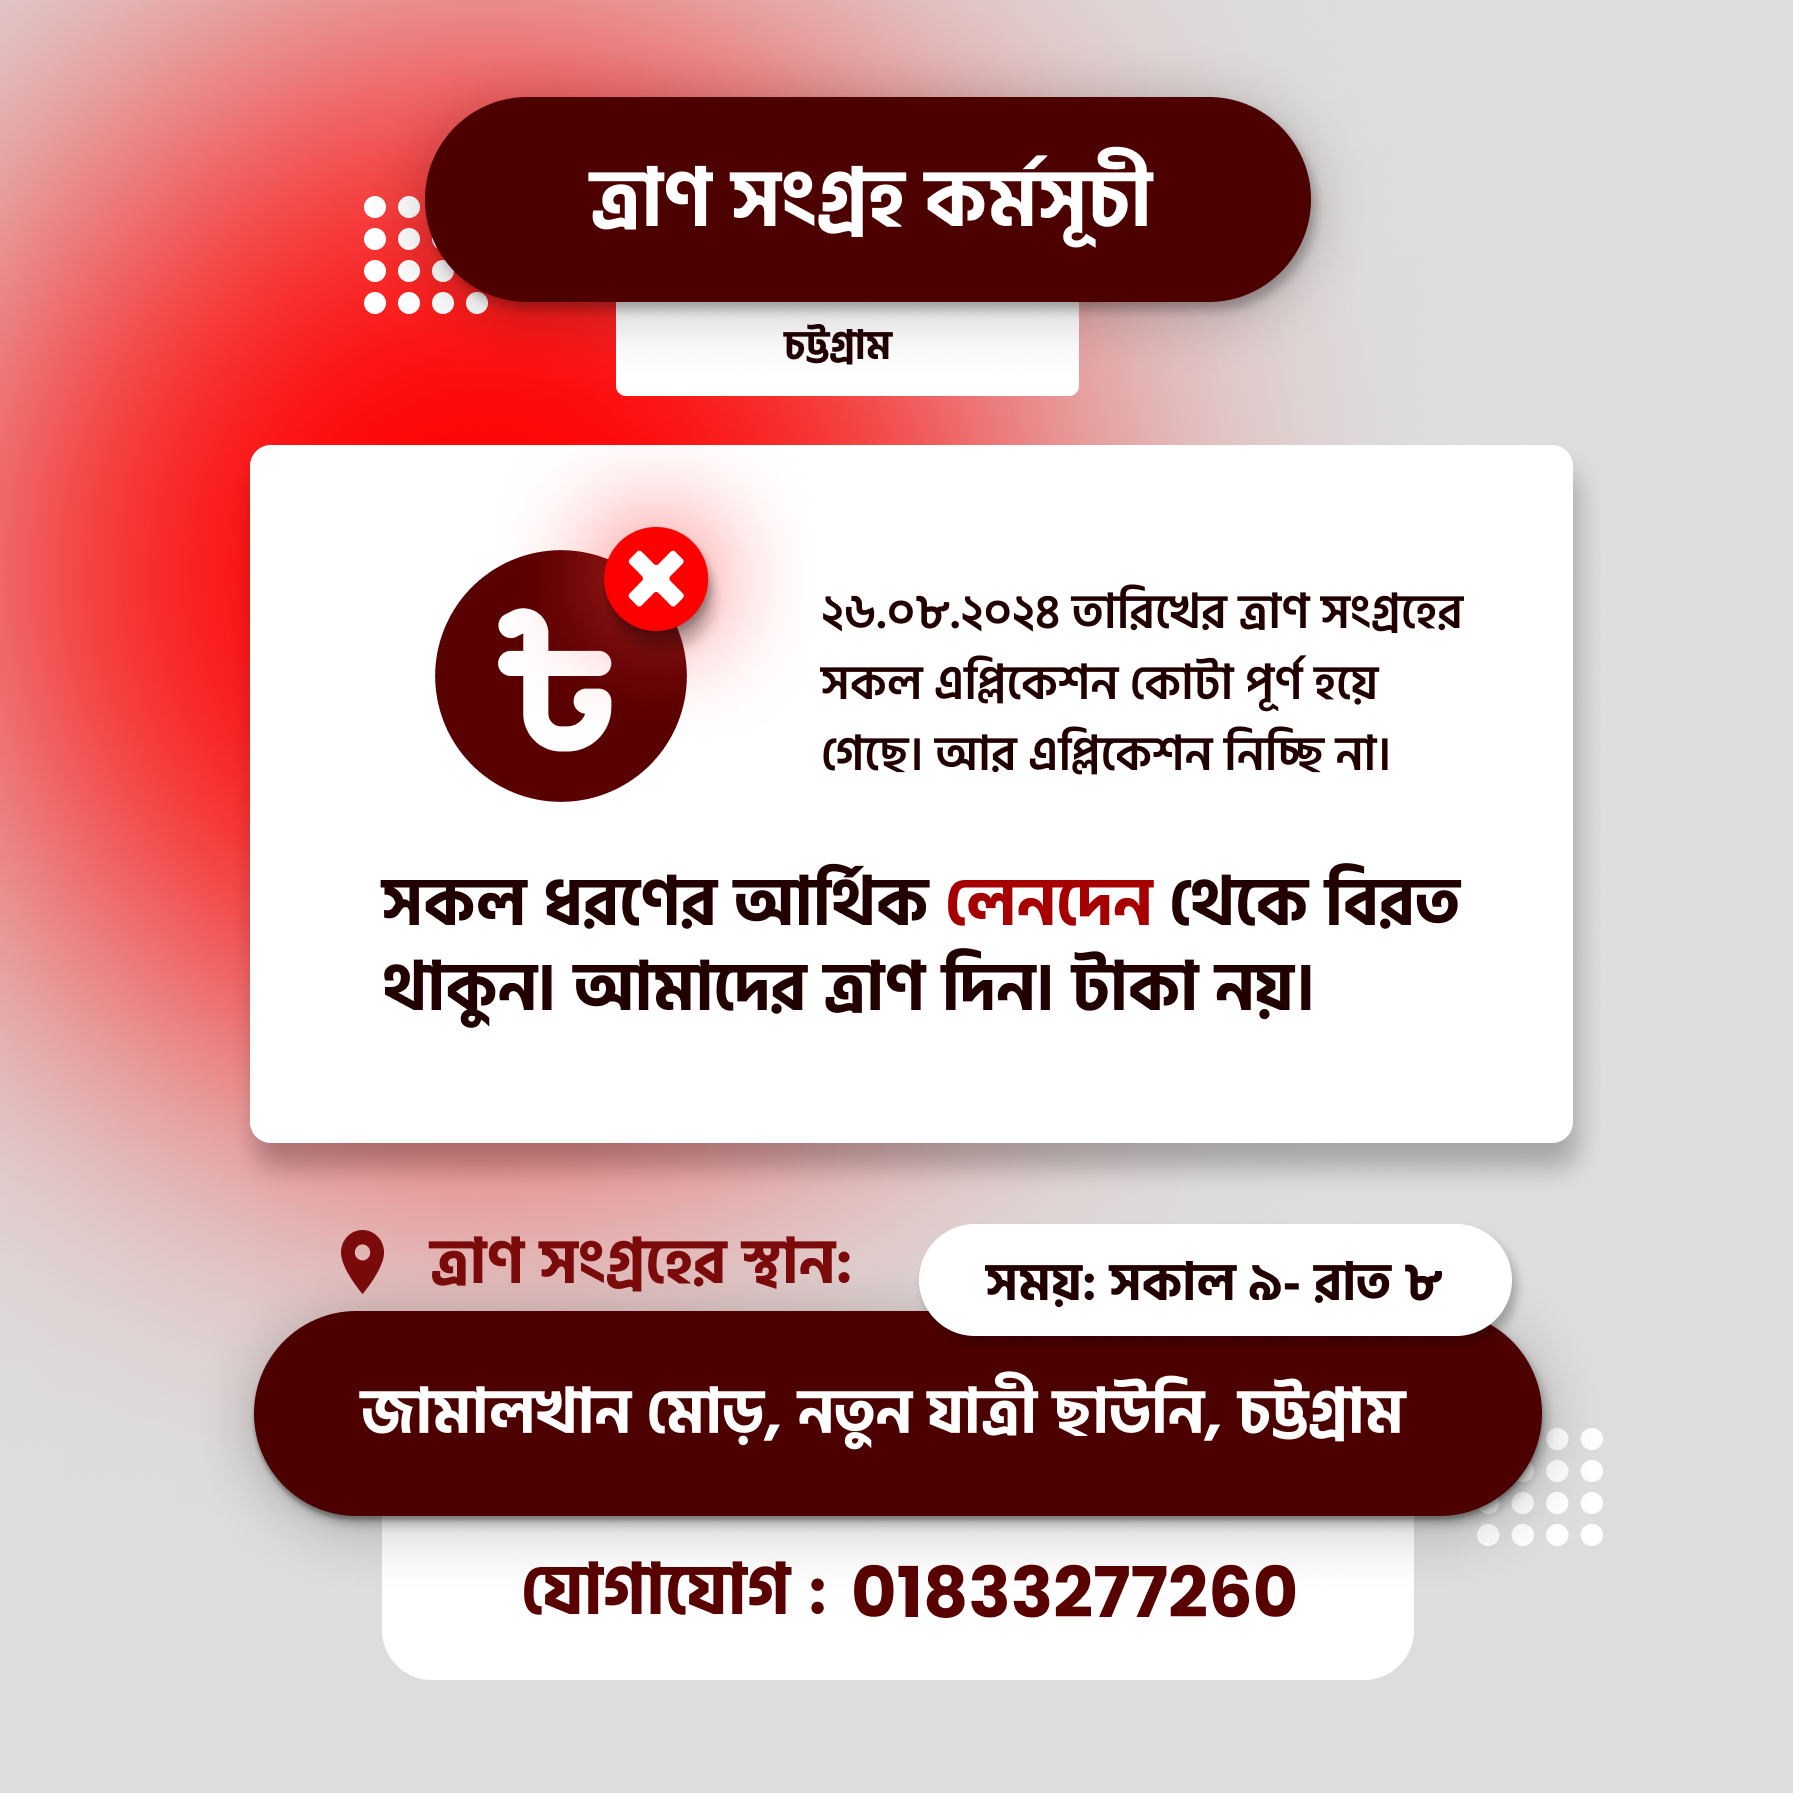 ত্রাণ সংগ্রহ কর্মসূচী
চট্টগ্রাম
৳
২৬.০৮.২০২৪ তারিখের ত্রাণ সংগ্রহের
সকল এপ্লিকেশন কোটা পূর্ণ হয়ে
গেছে। আর এপ্লিকেশন নিচ্ছি না।
সকল ধরণের আর্থিক লেনদেন থেকে বিরত
থাকুন। আমাদের ত্রাণ দিন। টাকা নয়।
ত্রাণ সংগ্রহের স্থান:
সময়: সকাল ৯- রাত ৮
জামালখান মোড়, নতুন যাত্রী ছাউনি, চট্টগ্রাম
যোগাযোগ : 01833277260